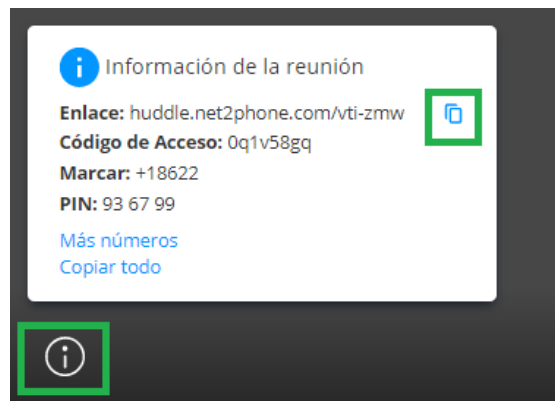 Información de la reunión
Enlace: huddle.net2phone.com/vti-zmw
Código de Acceso: 0q1v58gq
Marcar: +18622
PIN: 93 67 99
Más números
Copiar todo